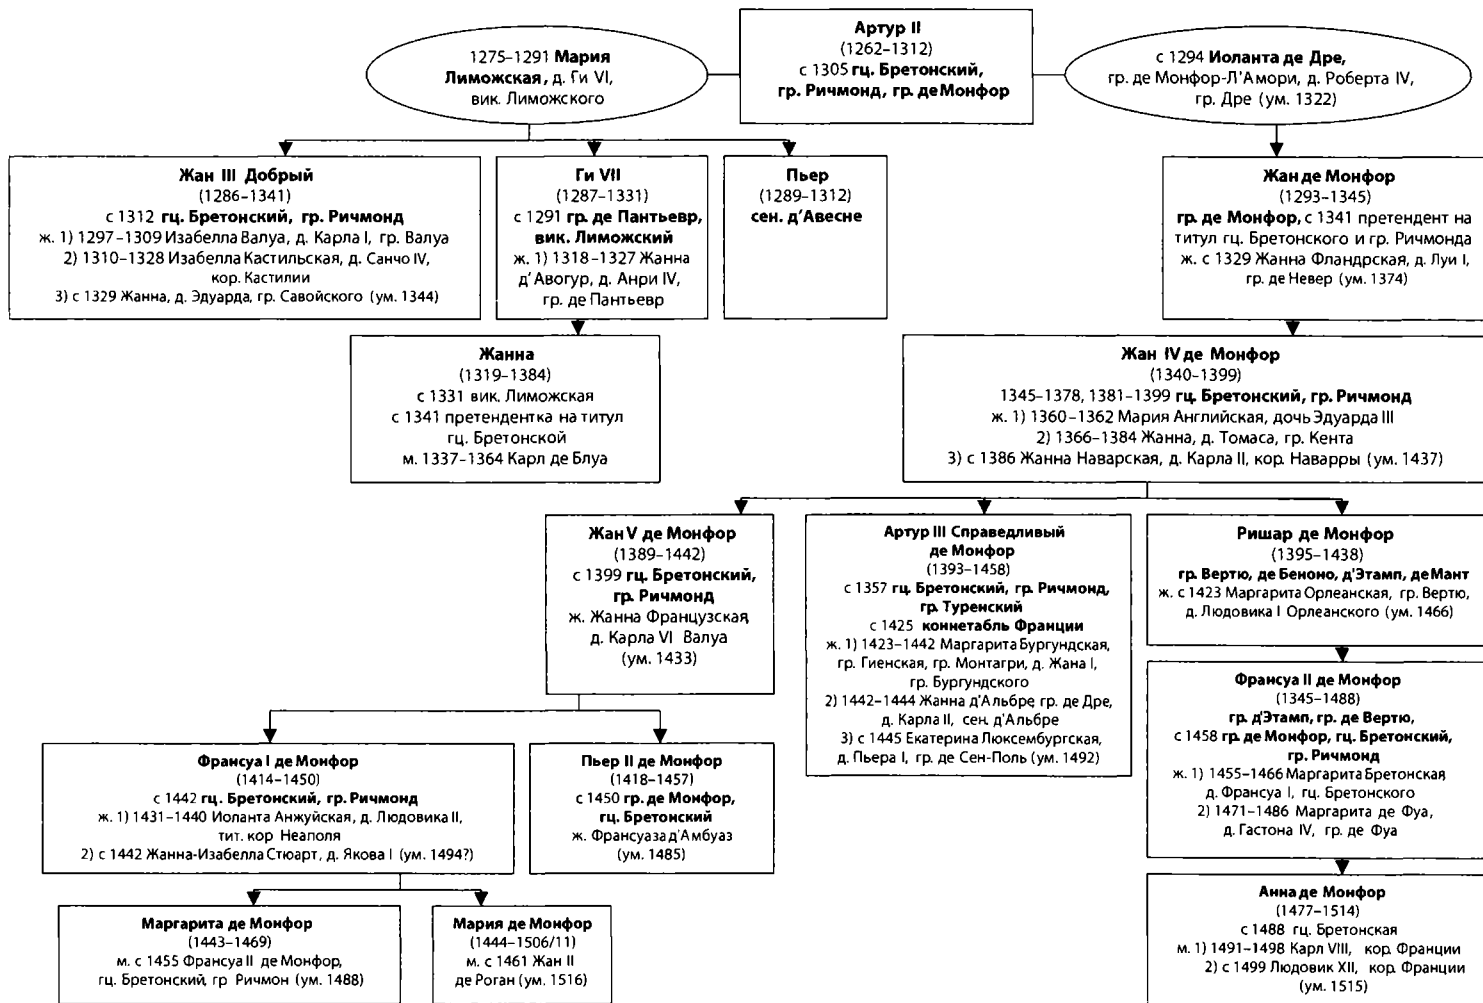 Артур II
(1262–1312)
с 1305 гц. Бретонский,
гр. Ричмонд, гр. де Монфор
1275–1291 Мария
Лиможская, д. Ги VI,
вик. Лиможского
с 1294 Иоланта де Дре,
гр. де Монфор-Л'Амори, д. Роберта IV,
гр. Дре (ум. 1322)
Жан III Добрый
(1286–1341)
с 1312 гц. Бретонский, гр. Ричмонд
ж. 1) 1297–1309 Изабелла Валуа, д. Карла I, гр. Валуа
2) 1310–1328 Изабелла Кастильская, д. Санчо IV,
кор. Кастилии
3) с 1329 Жанна, д. Эдуарда, гр. Савойского (ум. 1344)
Ги VII
(1287–1331)
с 1291 гр. де Пантьевр,
вик. Лиможский
ж. 1) 1318–1327 Жанна
д'Авогур, д. Анри IV,
гр. де Пантьевр
Пьер
(1289–1312)
сен. д'Авесне
Жан де Монфор
(1293–1345)
гр. де Монфор, с 1341 претендент на
титул гц. Бретонского и гр. Ричмонда
ж. с 1329 Жанна Фландрская, д. Луи I,
гр. де Невер (ум. 1374)
Жанна
(1319–1384)
с 1331 вик. Лиможская
с 1341 претендентка на титул
гц. Бретонской
м. 1337–1364 Карл де Блуа
Жан IV де Монфор
(1340–1399)
1345–1378, 1381–1399 гц. Бретонский, гр. Ричмонд
ж. 1) 1360–1362 Мария Английская, дочь Эдуарда III
2) 1366–1384 Жанна, д. Томаса, гр. Кента
3) с 1386 Жанна Наварская, д. Карла II, кор. Наварры (ум. 1437)
Жан V де Монфор
(1389–1442)
с 1399 гц. Бретонский,
гр. Ричмонд
ж. Жанна Французская,
д. Карла VI Валуа
(ум. 1433)
Артур III Справедливый
де Монфор
(1393–1458)
с 1357 гц. Бретонский, гр. Ричмонд,
гр. Туренский
с 1425 коннетабль Франции
ж. 1) 1423–1442 Маргарита Бургундская,
гр. Гиенская, гр. Монтагри, д. Жана I,
гр. Бургундского
2) 1442–1444 Жанна д'Альбре, гр. де Дре,
д. Карла II, сен. д'Альбре
3) с 1445 Екатерина Люксембургская,
д. Пьера I, гр. де Сен-Поль (ум. 1492)
Ришар де Монфор
(1395–1438)
гр. Вертю, де Беноно, д'Этамп, де Мант
ж. с 1423 Маргарита Орлеанская, гр. Вертю,
д. Людовика I Орлеанского (ум. 1466)
Франсуа II де Монфор
(1345–1488)
гр. д'Этамп, гр. де Вертю,
с 1458 гр. де Монфор, гц. Бретонский,
гр. Ричмонд
ж. 1) 1455–1466 Маргарита Бретонская,
д. Франсуа I, гц. Бретонского
2) 1471–1486 Маргарита де Фуа,
д. Гастона IV, гр. де Фуа
Франсуа I де Монфор
(1414–1450)
с 1442 гц. Бретонский, гр. Ричмонд
ж. 1) 1431–1440 Иоланта Анжуйская, д. Людовика II,
тит. кор Неаполя
2) с 1442 Жанна-Изабелла Стюарт, д. Якова I (ум. 1494?)
Пьер II де Монфор
(1418–1457)
с 1450 гр. де Монфор,
гц. Бретонский
ж. Франсуаза д'Амбуаз
(ум. 1485)
Маргарита де Монфор
(1443–1469)
м. с 1455 Франсуа II де Монфор,
гц. Бретонский, гр Ричмон (ум. 1488)
Мария де Монфор
(1444–1506/11)
м. с 1461 Жан II
де Роган (ум. 1516)
Анна де Монфор
(1477–1514)
с 1488 гц. Бретонская
м. 1) 1491–1498 Карл VIII, кор. Франции
2) с 1499 Людовик XII, кор. Франции
(ум. 1515)